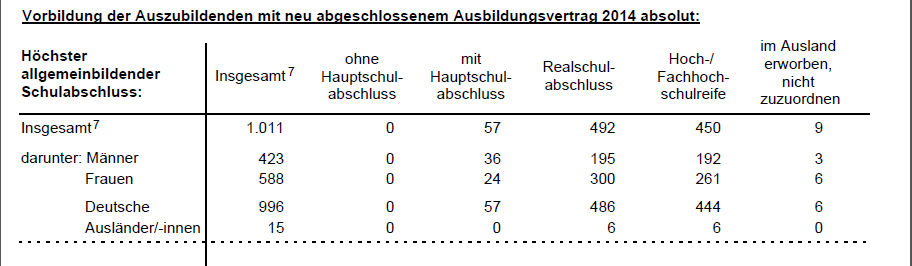 Vorbildung der Auszubildenden mit neu abgeschlossenem Ausbildungsvertrag 2014 absolut:
Höchster allgemeinbildender Schulabschluss: Insgesamt 7 ohne Hauptschul-abschluss mit Hauptschul-abschluss Realschul-abschluss Hoch-/ Fachhoch-schulreife im Ausland erworben, nicht zuzuordnen
Insgesamt7 1.011 0 57 492 450 9
darunter: Männer 423 0 36 195 192 3
Frauen 588 0 24 300 261 6
Deutsche 996 0 57 486 444 6
Ausländer/-innen 15 0 0 6 6 0